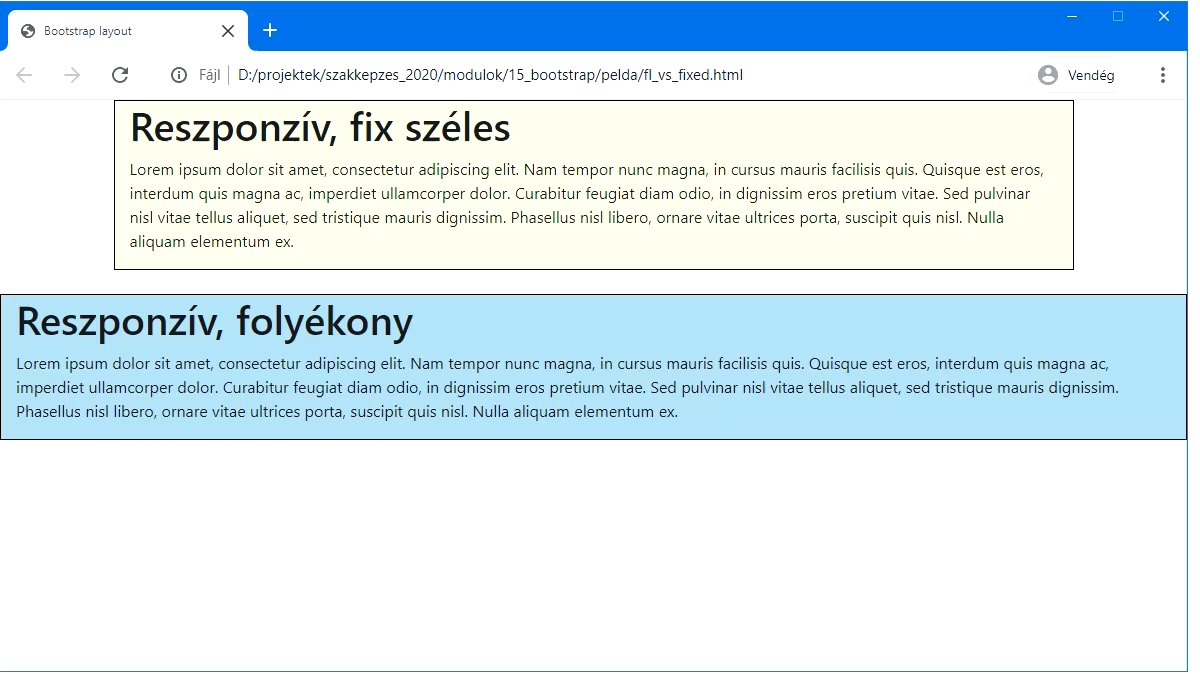 Bootstrap layout
Fájl D:/projektek/szakkepzes_2020/modulok/15_bootstrap/pelda/fl_vs_fixed.html Vendég
Reszponzív, fix széles
Lorem ipsum dolor sit amet, consectetur adipiscing elit. Nam tempor nunc magna, in cursus mauris facilisis quis. Quisque est eros,
interdum quis magna ac, imperdiet ullamcorper dolor. Curabitur feugiat diam odio, in dignissim eros pretium vitae. Sed pulvinar
nisl vitae tellus aliquet, sed tristique mauris dignissim. Phasellus nisl libero, ornare vitae ultrices porta, suscipit quis nisl. Nulla
aliquam elementum ex.
Reszponzív, folyékony
Lorem ipsum dolor sit amet, consectetur adipiscing elit. Nam tempor nunc magna, in cursus mauris facilisis quis. Quisque est eros, interdum quis magna ac,
imperdiet ullamcorper dolor. Curabitur feugiat diam odio, in dignissim eros pretium vitae. Sed pulvinar nisl vitae tellus aliquet, sed tristique mauris dignissim.
Phasellus nisl libero, ornare vitae ultrices porta, suscipit quis nisl. Nulla aliquam elementum ex.